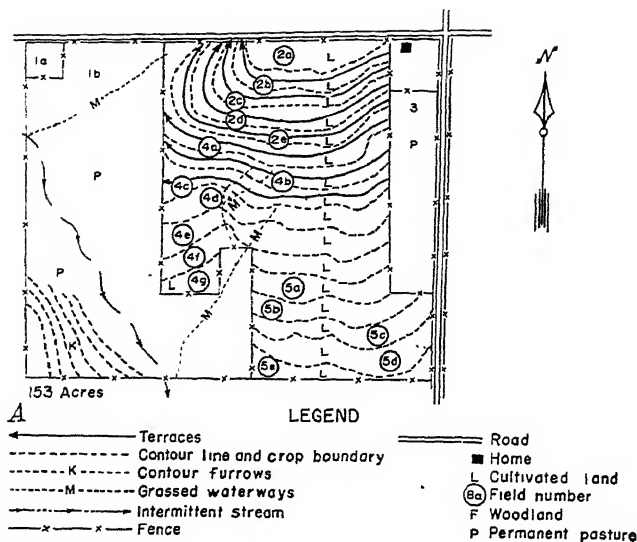 1a
1b
2a
2b
2c
2d
2e
3
4a
4b
4c
4d
4e
4f
4g
5a
5b
5c
5d
5e
M
M
M
M
P
P
P
K
L
L
L
L
L
L
L
L
L
L
L
N
153 Acres
A
LEGEND
Terraces
Contour line and crop boundary
K Contour furrows
M Grassed waterways
Intermittent stream
Fence
Road
Home
L Cultivated land
8a Field number
F Woodland
P Permanent pasture